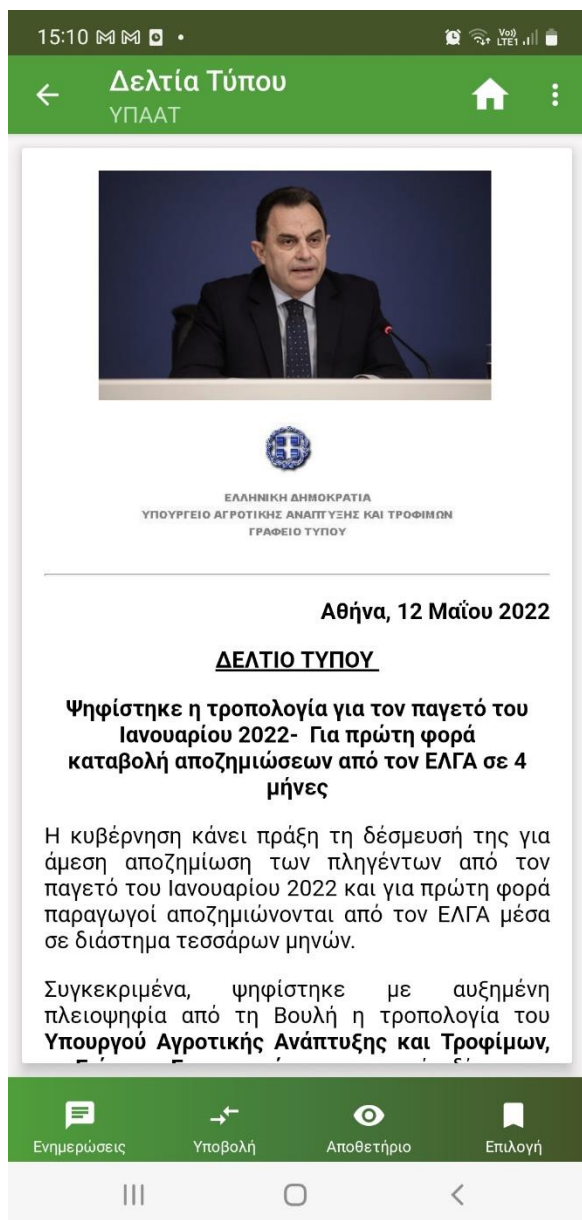 15:10
Vo))
LTE1
Δελτία Τύπου
ΥΠΑΑΤ
ΕΛΛΗΝΙΚΗ ΔΗΜΟΚΡΑΤΙΑ
ΥΠΟΥΡΓΕΙΟ ΑΓΡΟΤΙΚΗΣ ΑΝΑΠΤΥΞΗΣ ΚΑΙ ΤΡΟΦΙΜΩΝ
ΓΡΑΦΕΙΟ ΤΥΠΟΥ
Αθήνα, 12 Μαΐου 2022
ΔΕΛΤΙΟ ΤΥΠΟΥ
Ψηφίστηκε η τροπολογία για τον παγετό του
Ιανουαρίου 2022- Για πρώτη φορά
καταβολή αποζημιώσεων από τον ΕΛΓΑ σε 4
μήνες
Η κυβέρνηση κάνει πράξη τη δέσμευσή της για
άμεση αποζημίωση των πληγέντων από τον
παγετό του Ιανουαρίου 2022 και για πρώτη φορά
παραγωγοί αποζημιώνονται από τον ΕΛΓΑ μέσα
σε διάστημα τεσσάρων μηνών.
Συγκεκριμένα, ψηφίστηκε με αυξημένη
πλειοψηφία από τη Βουλή η τροπολογία του
Υπουργού Αγροτικής Ανάπτυξης και Τροφίμων,
Ενημερώσεις
Υποβολή
Αποθετήριο
Επιλογή